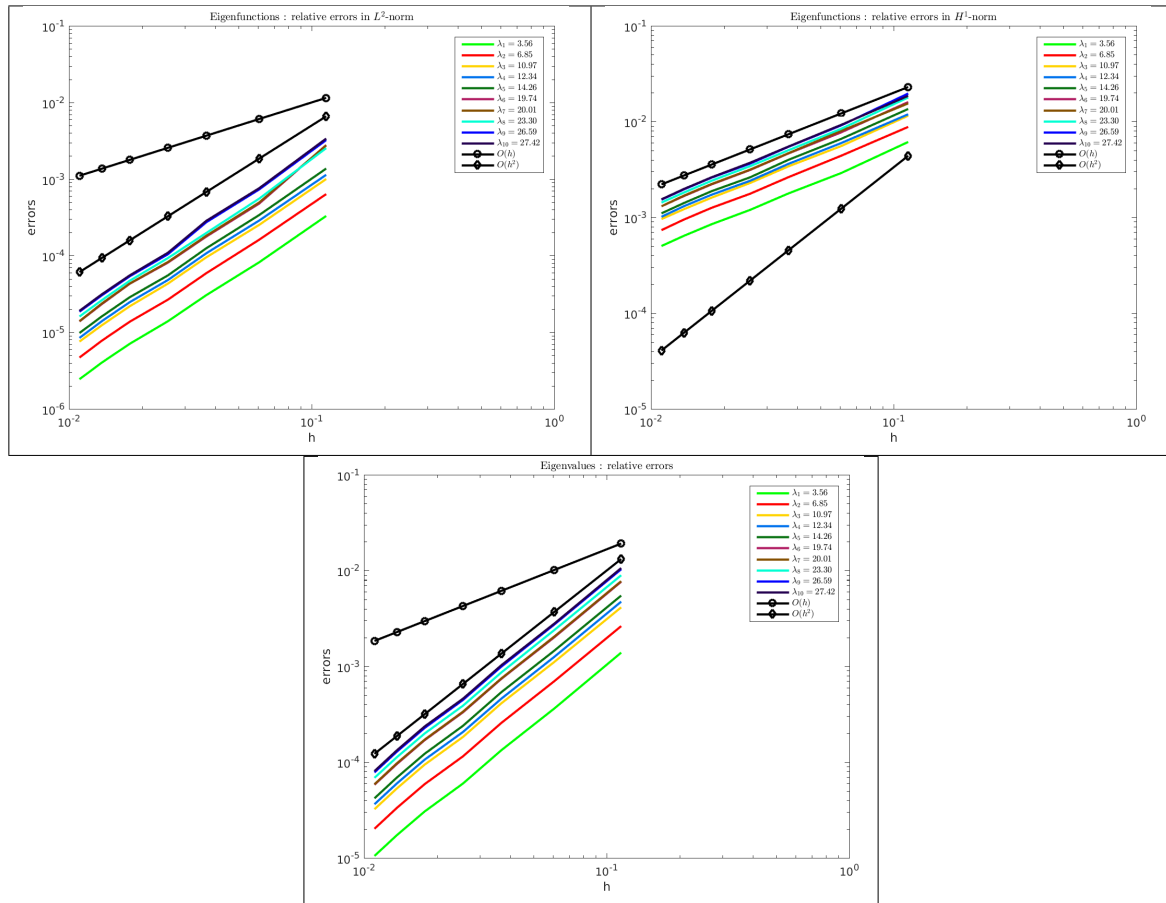 Eigenfunctions : relative errors in L²-norm
10⁻¹
10⁻²
10⁻³
10⁻⁴
10⁻⁵
10⁻⁶
errors
10⁻²
10⁻¹
10⁰
h
λ₁ = 3.56
λ₂ = 6.85
λ₃ = 10.97
λ₄ = 12.34
λ₅ = 14.26
λ₆ = 19.74
λ₇ = 20.01
λ₈ = 23.30
λ₉ = 26.59
λ₁₀ = 27.42
O(h)
O(h²)
Eigenfunctions : relative errors in H¹-norm
10⁻¹
10⁻²
10⁻³
10⁻⁴
10⁻⁵
errors
10⁻²
10⁻¹
10⁰
h
λ₁ = 3.56
λ₂ = 6.85
λ₃ = 10.97
λ₄ = 12.34
λ₅ = 14.26
λ₆ = 19.74
λ₇ = 20.01
λ₈ = 23.30
λ₉ = 26.59
λ₁₀ = 27.42
O(h)
O(h²)
Eigenvalues : relative errors
10⁻¹
10⁻²
10⁻³
10⁻⁴
10⁻⁵
errors
10⁻²
10⁻¹
10⁰
h
λ₁ = 3.56
λ₂ = 6.85
λ₃ = 10.97
λ₄ = 12.34
λ₅ = 14.26
λ₆ = 19.74
λ₇ = 20.01
λ₈ = 23.30
λ₉ = 26.59
λ₁₀ = 27.42
O(h)
O(h²)